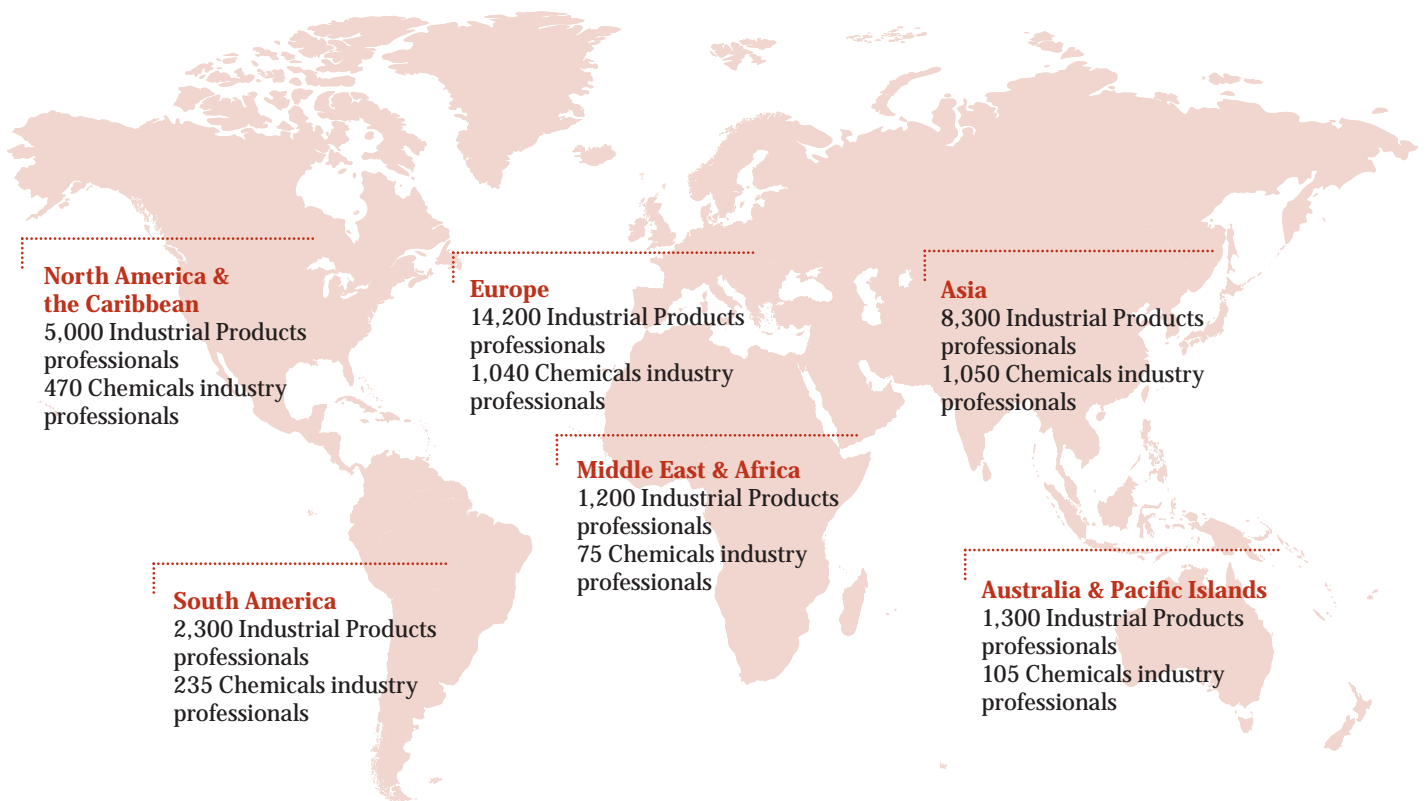 North America &
the Caribbean
5,000 Industrial Products
professionals
470 Chemicals industry
professionals
Europe
14,200 Industrial Products
professionals
1,040 Chemicals industry
professionals
Asia
8,300 Industrial Products
professionals
1,050 Chemicals industry
professionals
Middle East & Africa
1,200 Industrial Products
professionals
75 Chemicals industry
professionals
South America
2,300 Industrial Products
professionals
235 Chemicals industry
professionals
Australia & Pacific Islands
1,300 Industrial Products
professionals
105 Chemicals industry
professionals